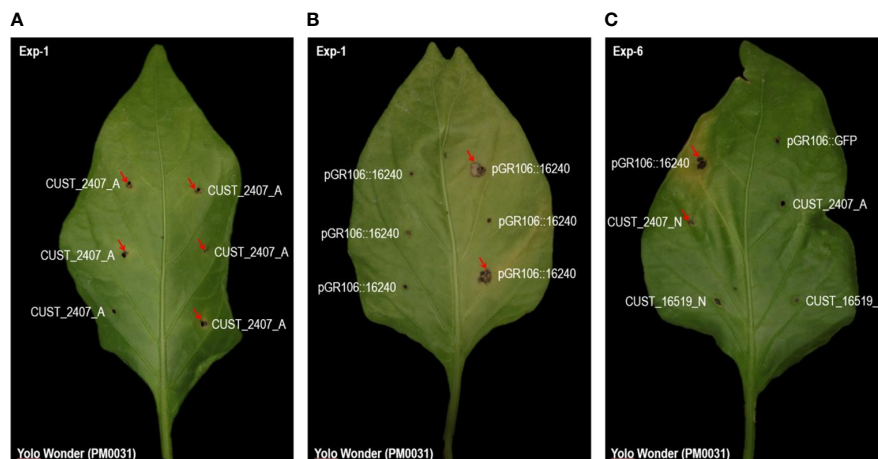 A
B
C
Exp-1
CUST_2407_A
CUST_2407_A
CUST_2407_A
CUST_2407_A
CUST_2407_A
CUST_2407_A
Yolo Wonder (PM0031)
Exp-1
pGR106::16240
pGR106::16240
pGR106::16240
pGR106::16240
pGR106::16240
pGR106::16240
Yolo Wonder (PM0031)
Exp-6
pGR106::GFP
pGR106::16240
CUST_2407_A
CUST_2407_N
CUST_16519_N
CUST_16519_
Yolo Wonder (PM0031)